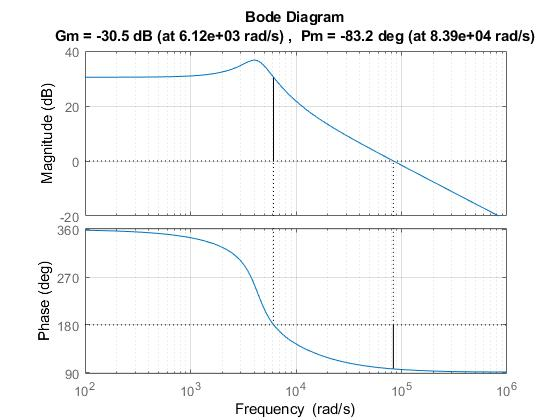 Bode Diagram
Gm = -30.5 dB (at 6.12e+03 rad/s) ,  Pm = -83.2 deg (at 8.39e+04 rad/s)
40
20
0
-20
Magnitude (dB)
360
270
180
90
Phase (deg)
10^2
10^3
10^4
10^5
10^6
Frequency  (rad/s)